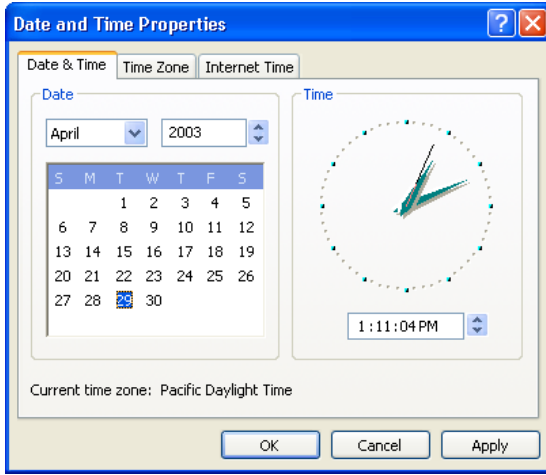 Date and Time Properties
Date & Time Time Zone Internet Time
Date
April 2003
S M T W T F S
1 2 3 4 5
6 7 8 9 10 11 12
13 14 15 16 17 18 19
20 21 22 23 24 25 26
27 28 29 30
Time
1:11:04 PM
Current time zone: Pacific Daylight Time
OK Cancel Apply